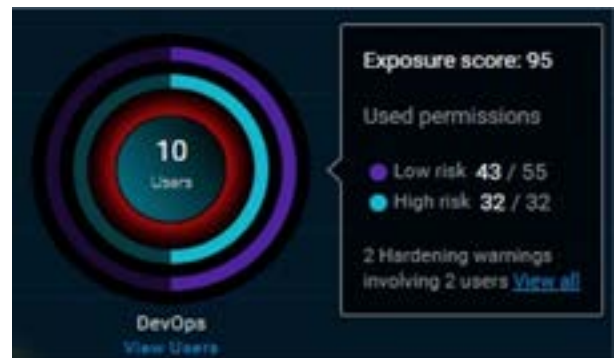 10
Users
DevOps
View Users
Exposure score: 95
Used permissions
Low risk 43 / 55
High risk 32 / 32
2 Hardening warnings
involving 2 users View all